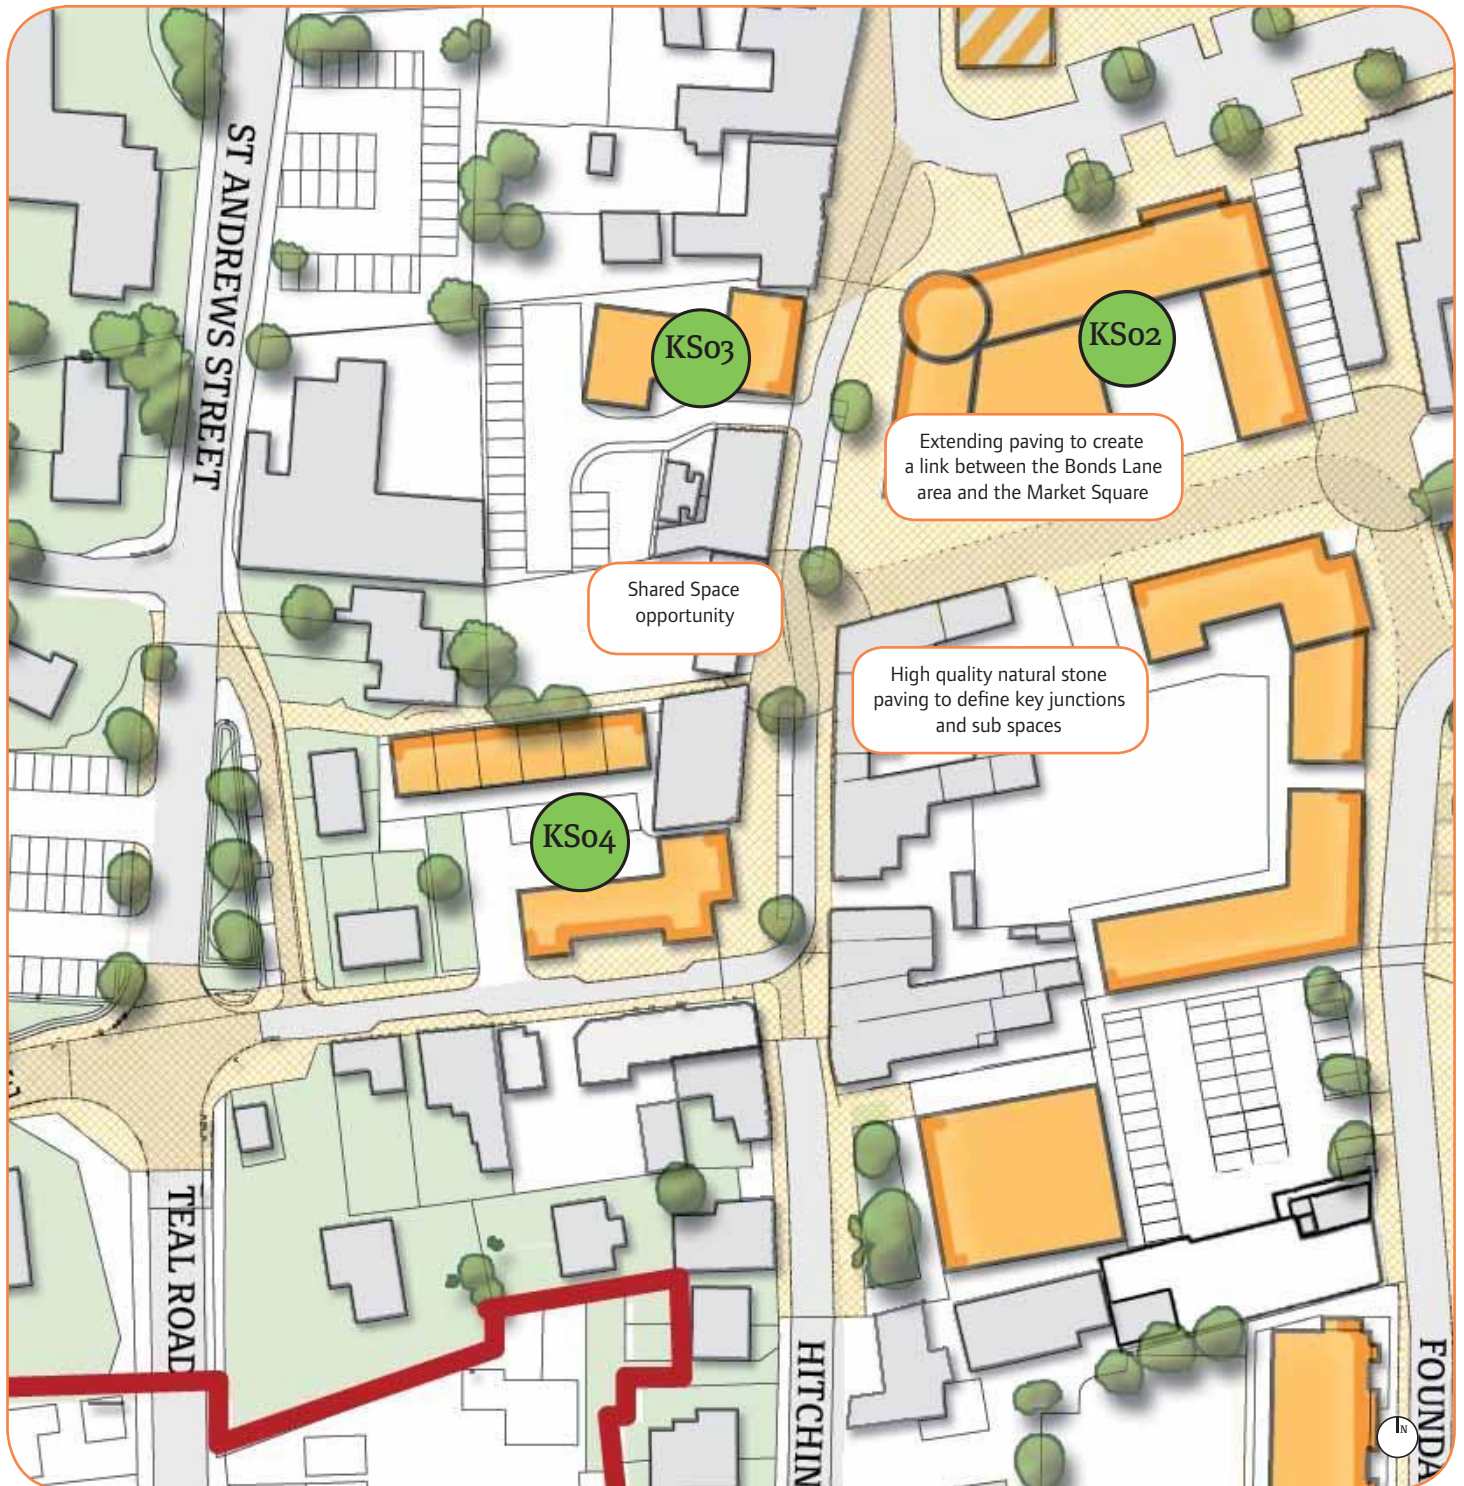 ST ANDREWS STREET
KS03
KS02
Extending paving to create
a link between the Bonds Lane
area and the Market Square
Shared Space
opportunity
High quality natural stone
paving to define key junctions
and sub spaces
KS04
TEAL ROAD
HITCHIN
FOUNDA
N